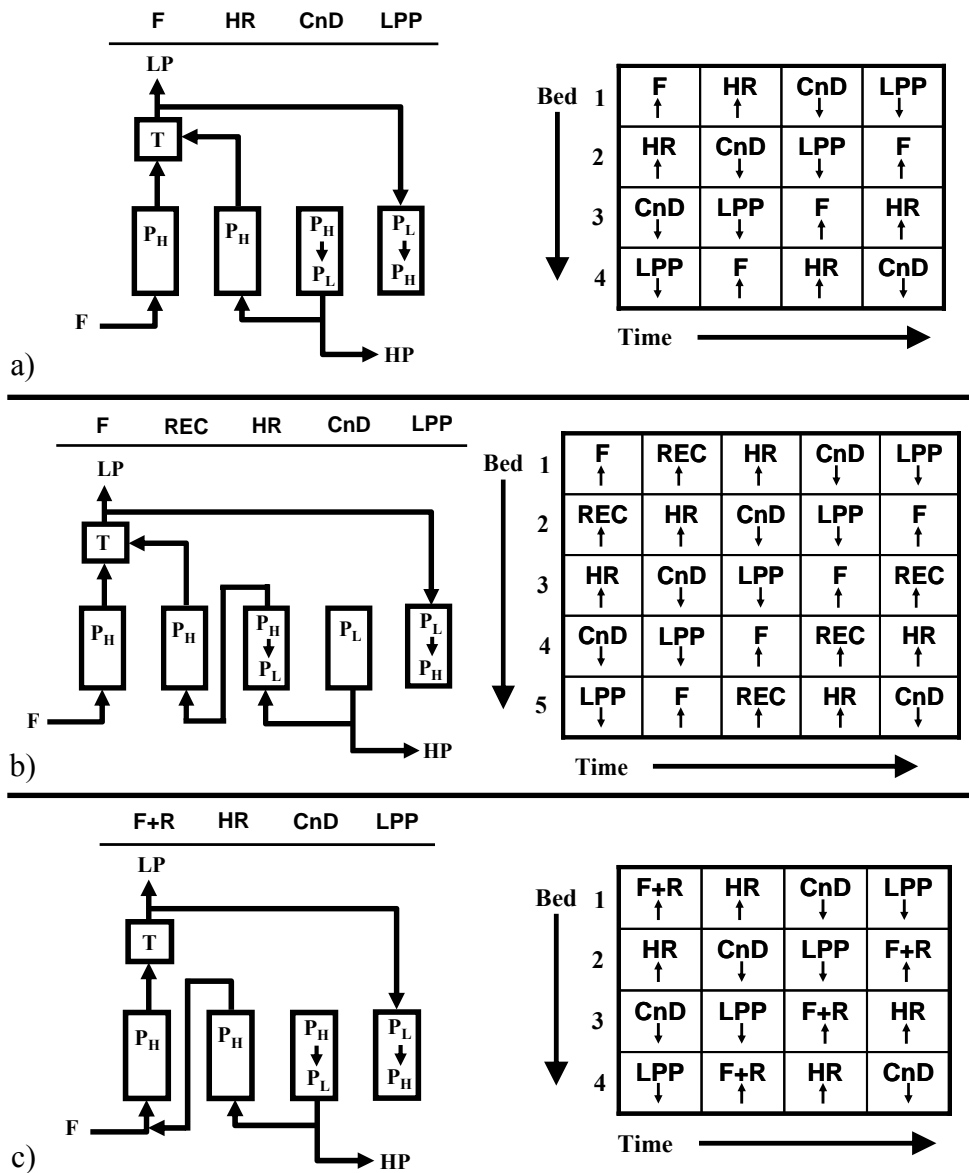 F HR CnD LPP
LP
T
P_H P_H P_H P_L
P_L P_H
F
HP
a)
Bed 1 F HR CnD LPP
2 HR CnD LPP F
3 CnD LPP F HR
4 LPP F HR CnD
Time
F REC HR CnD LPP
LP
T
P_H P_H P_H P_L P_L
P_L P_H
F
HP
b)
Bed 1 F REC HR CnD LPP
2 REC HR CnD LPP F
3 HR CnD LPP F REC
4 CnD LPP F REC HR
5 LPP F REC HR CnD
Time
F+R HR CnD LPP
LP
T
P_H P_H P_H P_L
P_L P_H
F
HP
c)
Bed 1 F+R HR CnD LPP
2 HR CnD LPP F+R
3 CnD LPP F+R HR
4 LPP F+R HR CnD
Time